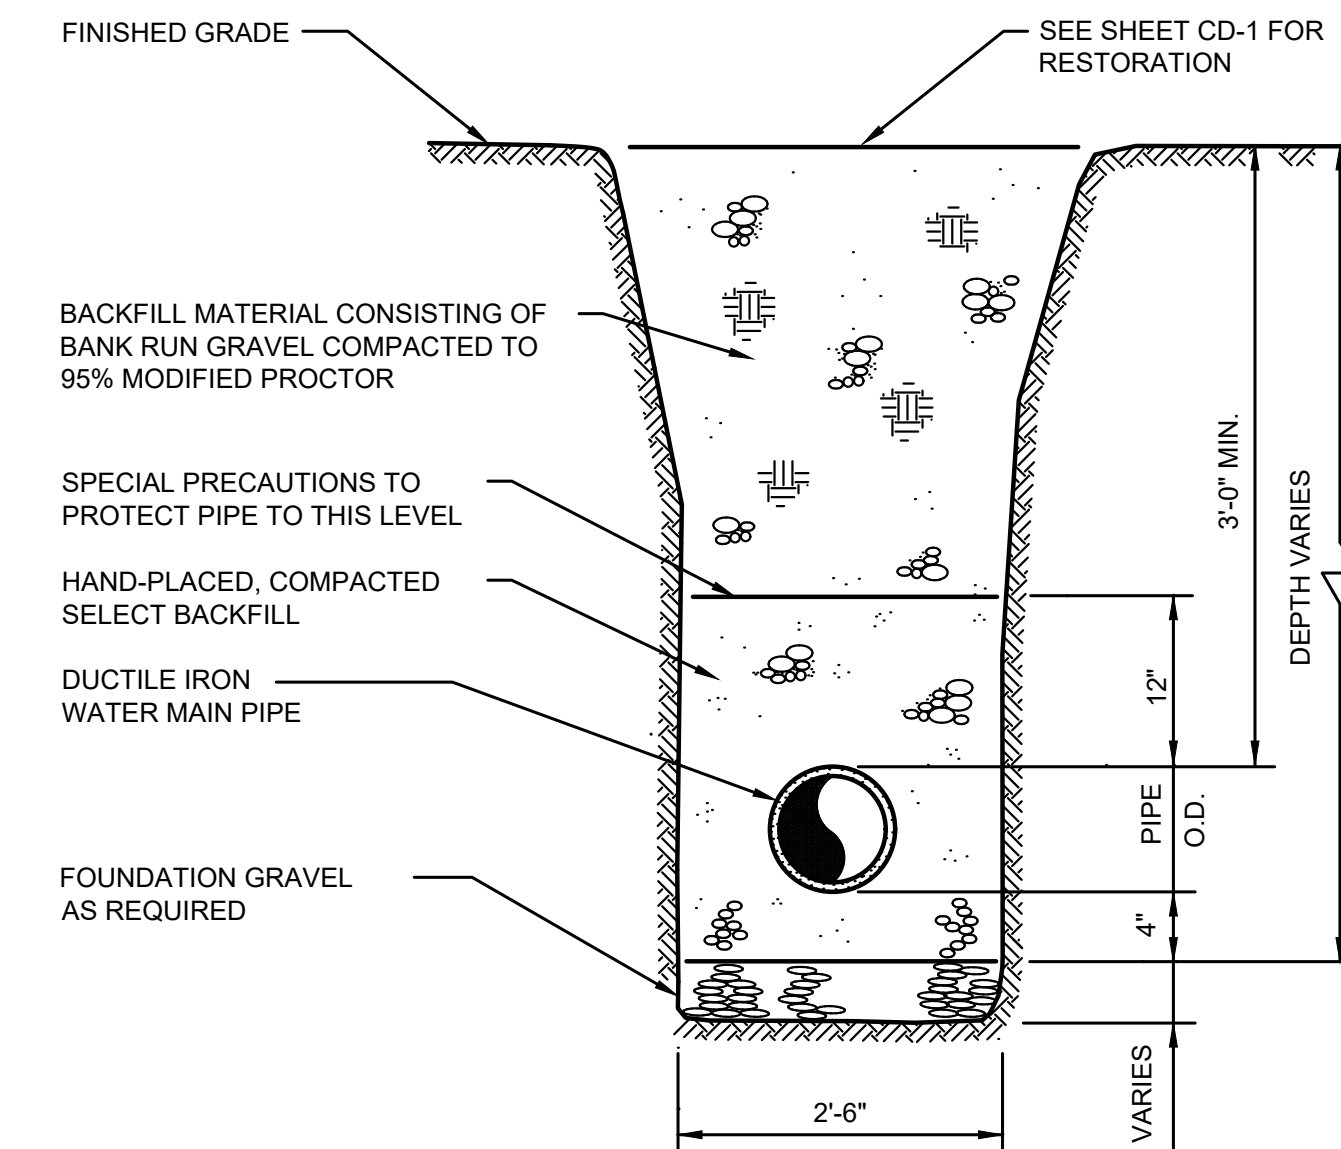 FINISHED GRADE
SEE SHEET CD-1 FOR
RESTORATION
BACKFILL MATERIAL CONSISTING OF
BANK RUN GRAVEL COMPACTED TO
95% MODIFIED PROCTOR
SPECIAL PRECAUTIONS TO
PROTECT PIPE TO THIS LEVEL
HAND-PLACED, COMPACTED
SELECT BACKFILL
DUCTILE IRON
WATER MAIN PIPE
FOUNDATION GRAVEL
AS REQUIRED
3'-0" MIN.
DEPTH VARIES
12"
PIPE
O.D.
4"
VARIES
2'-6"